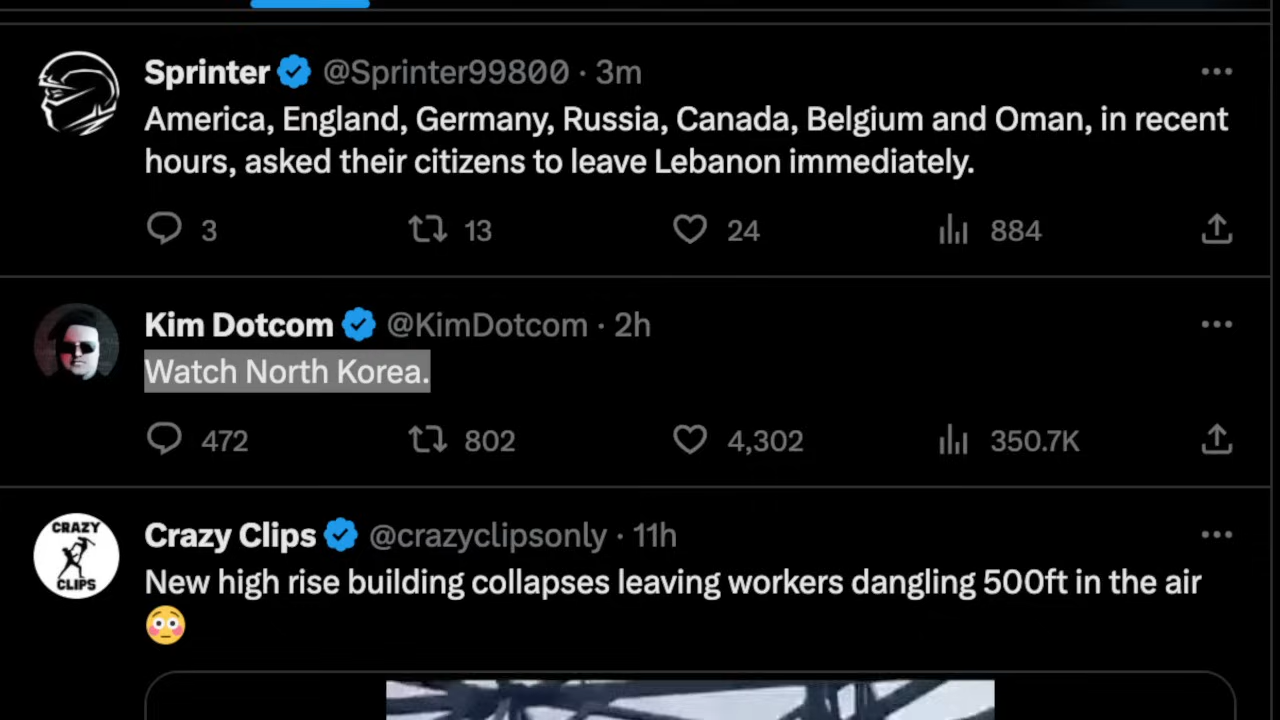 Sprinter @Sprinter99800 · 3m
America, England, Germany, Russia, Canada, Belgium and Oman, in recent
hours, asked their citizens to leave Lebanon immediately.
3 13 24 884
Kim Dotcom @KimDotcom · 2h
Watch North Korea.
472 802 4,302 350.7K
CRAZY
CLIPS
Crazy Clips @crazyclipsonly · 11h
New high rise building collapses leaving workers dangling 500ft in the air
😳